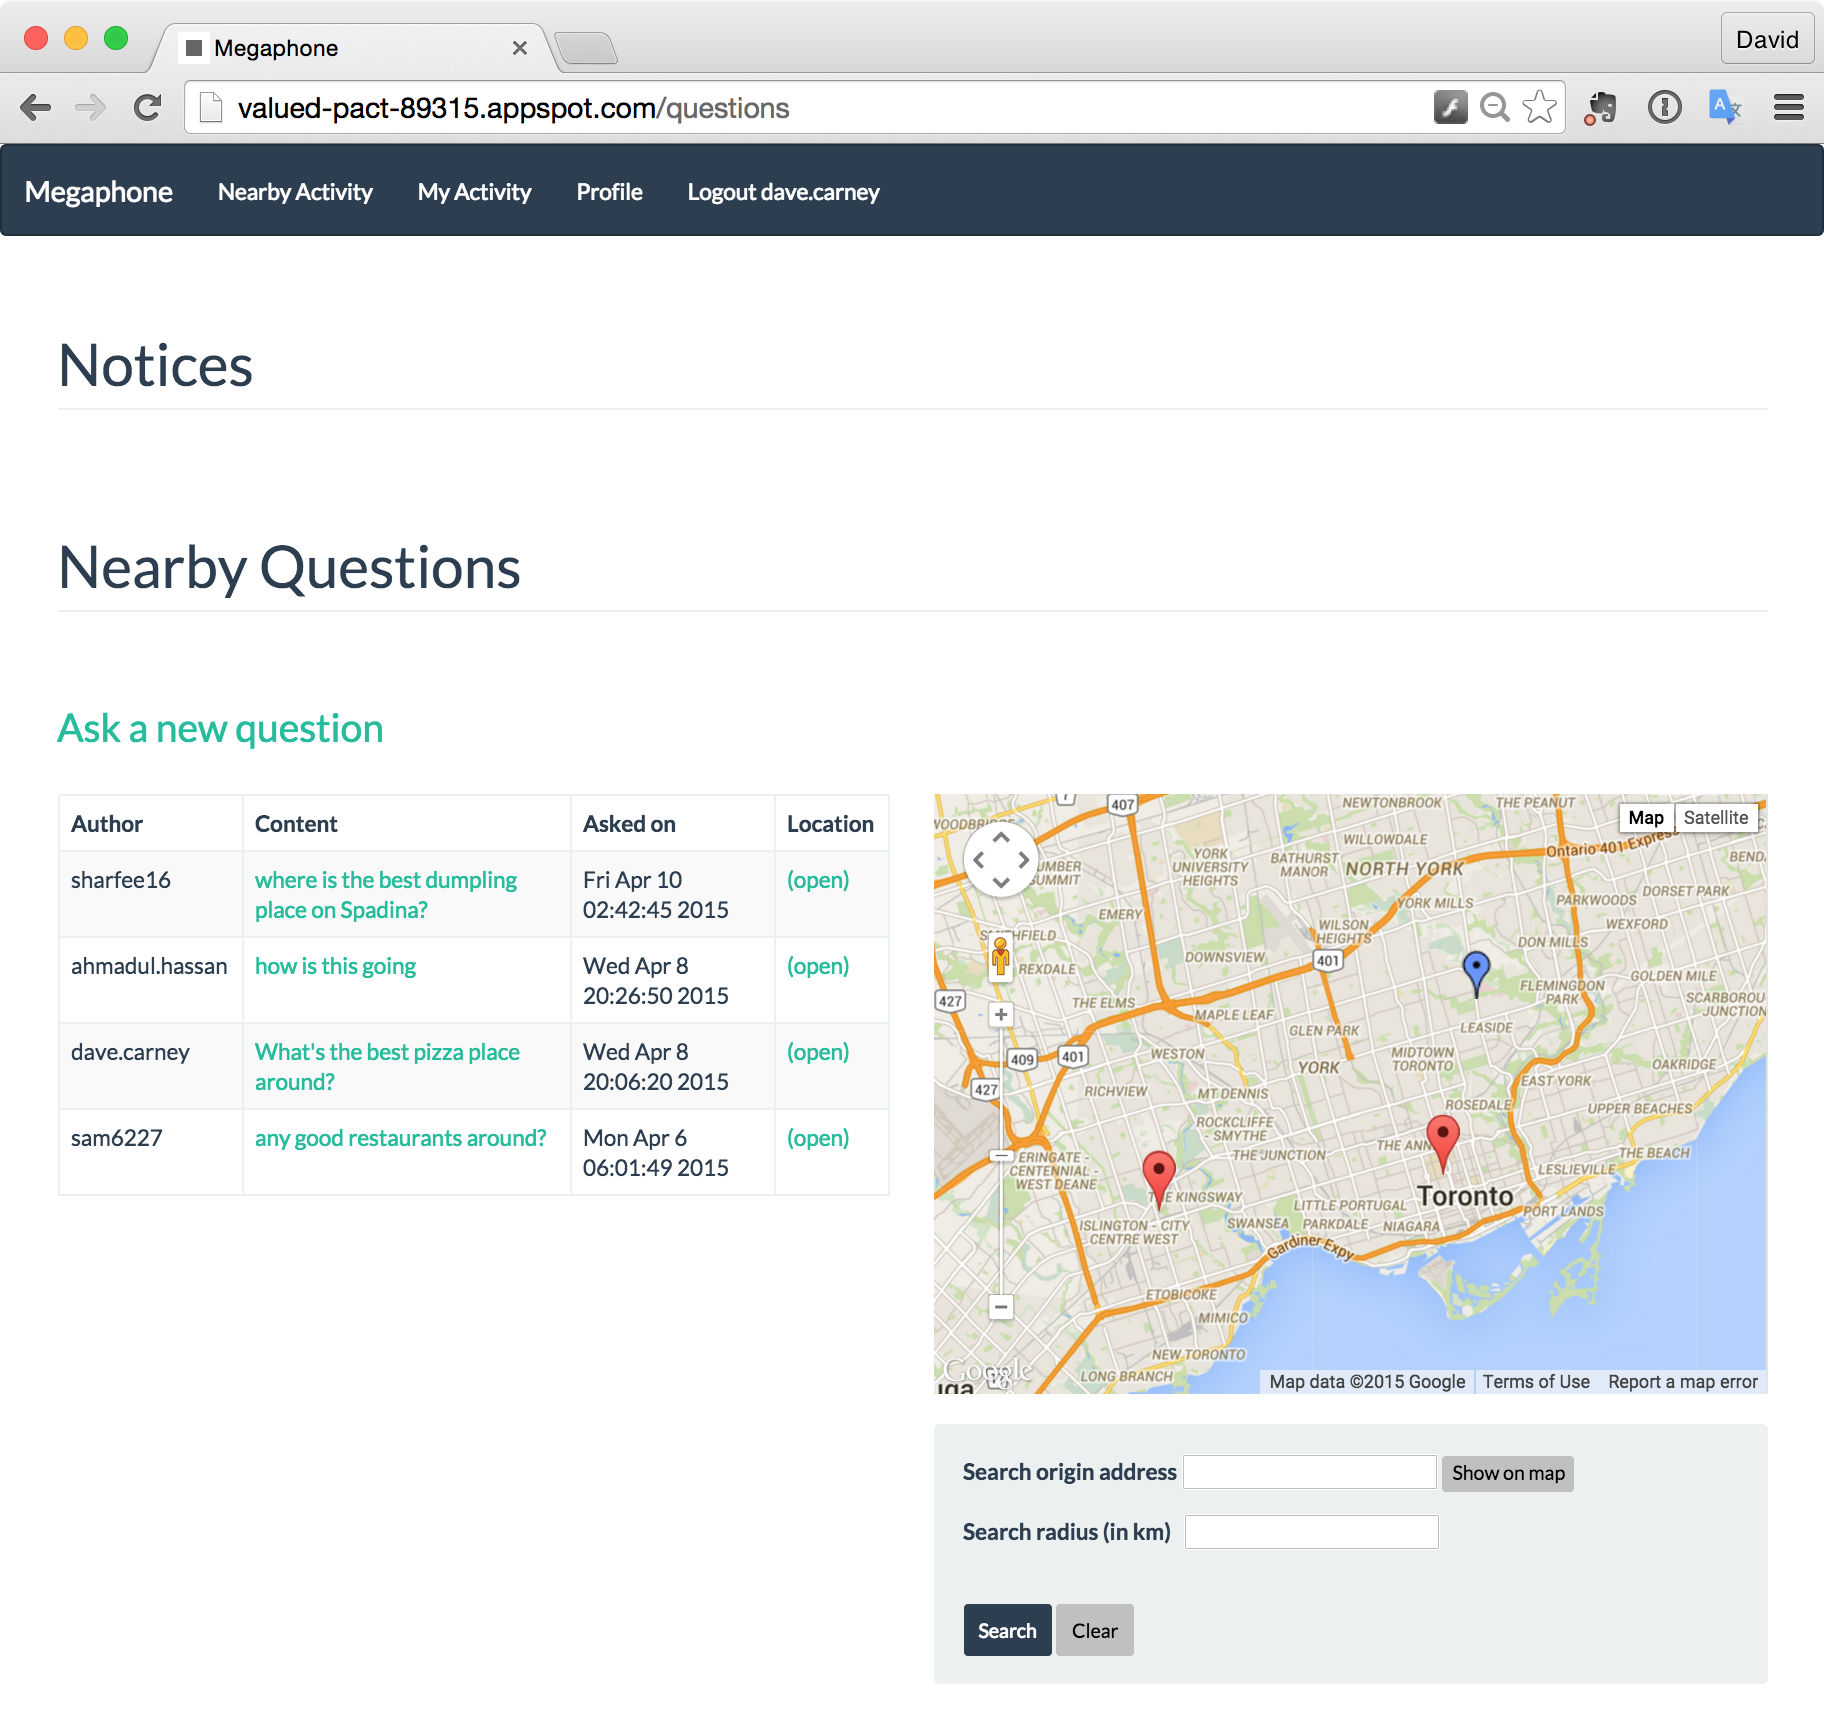 Megaphone
David
valued-pact-89315.appspot.com/questions
Megaphone Nearby Activity My Activity Profile Logout dave.carney
Notices
Nearby Questions
Ask a new question
Author Content Asked on Location
sharfee16 where is the best dumpling place on Spadina? Fri Apr 10 02:42:45 2015 (open)
ahmadul.hassan how is this going Wed Apr 8 20:26:50 2015 (open)
dave.carney What's the best pizza place around? Wed Apr 8 20:06:20 2015 (open)
sam6227 any good restaurants around? Mon Apr 6 06:01:49 2015 (open)
407
NEWTONBROOK
THE PEANUT
Map Satellite
WILLOWDALE
Ontario 401 Express
YORK UNIVERSITY HEIGHTS
BATHURST MANOR
NORTH YORK
DORSET PARK
YORK MILLS
PARKWOODS
EMERY
WILSON HEIGHTS
WEXFORD
DON MILLS
DOWNSVIEW
401
REXDALE
GOLDEN MILE
FLEMINGDON PARK
427
THE ELMS
MAPLE LEAF
GLEN PARK
LEASIDE
409
401
WESTON
YORK
MIDTOWN TORONTO
OAKRIDGE
427
RICHVIEW
MT DENNIS
EAST YORK
ROSEDALE
UPPER BEACHES
ROCKCLIFFE - SMYTHE
THE JUNCTION
THE BEACH
LESLIEVILLE
ERINGATE - CENTENNIAL - WEST DEANE
THE KINGSWAY
Toronto
LITTLE PORTUGAL
PORT LANDS
ISLINGTON - CITY CENTRE WEST
SWANSEA
PARKDALE
NIAGARA
Gardiner Expy
ETOBICOKE
MIMICO
NEW TORONTO
LONG BRANCH
Google
Map data ©2015 Google Terms of Use Report a map error
Search origin address Show on map
Search radius (in km)
Search Clear